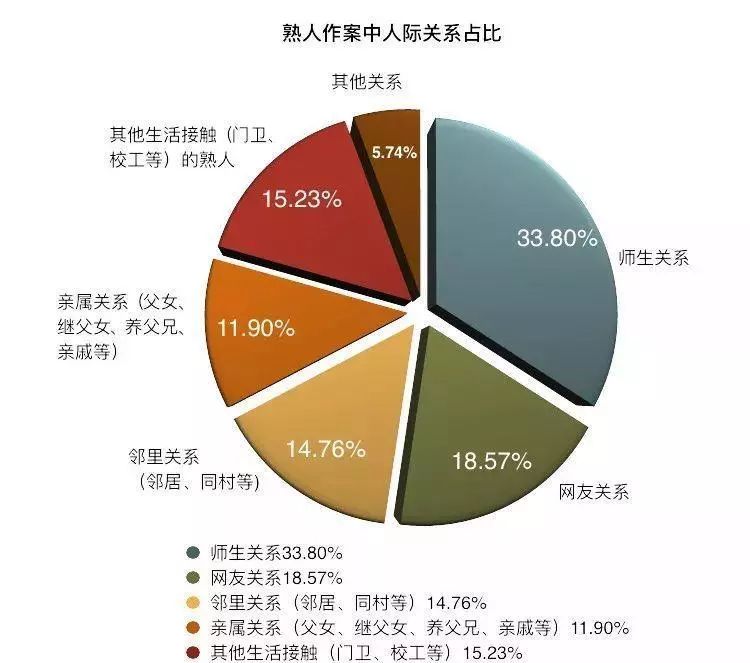 熟人作案中人际关系占比
其他关系
5.74%
其他生活接触（门卫、
校工等）的熟人
15.23%
33.80%
师生关系
亲属关系（父女、
继父女、养父兄、
亲戚等）
11.90%
14.76%
18.57%
邻里关系
（邻居、同村等）
网友关系
师生关系33.80%
网友关系18.57%
邻里关系（邻居、同村等）14.76%
亲属关系（父女、继父女、养父兄、亲戚等）11.90%
其他生活接触（门卫、校工等）15.23%